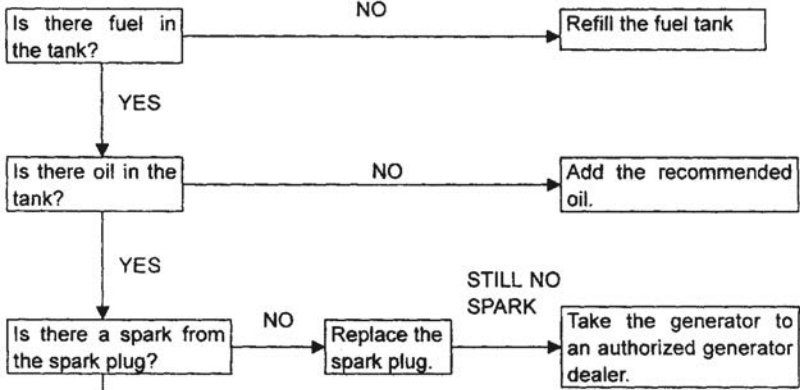 Is there fuel in
the tank?
NO
Refill the fuel tank
YES
Is there oil in the
tank?
NO
Add the recommended
oil.
YES
Is there a spark from
the spark plug?
NO
Replace the
spark plug.
STILL NO
SPARK
Take the generator to
an authorized generator
dealer.